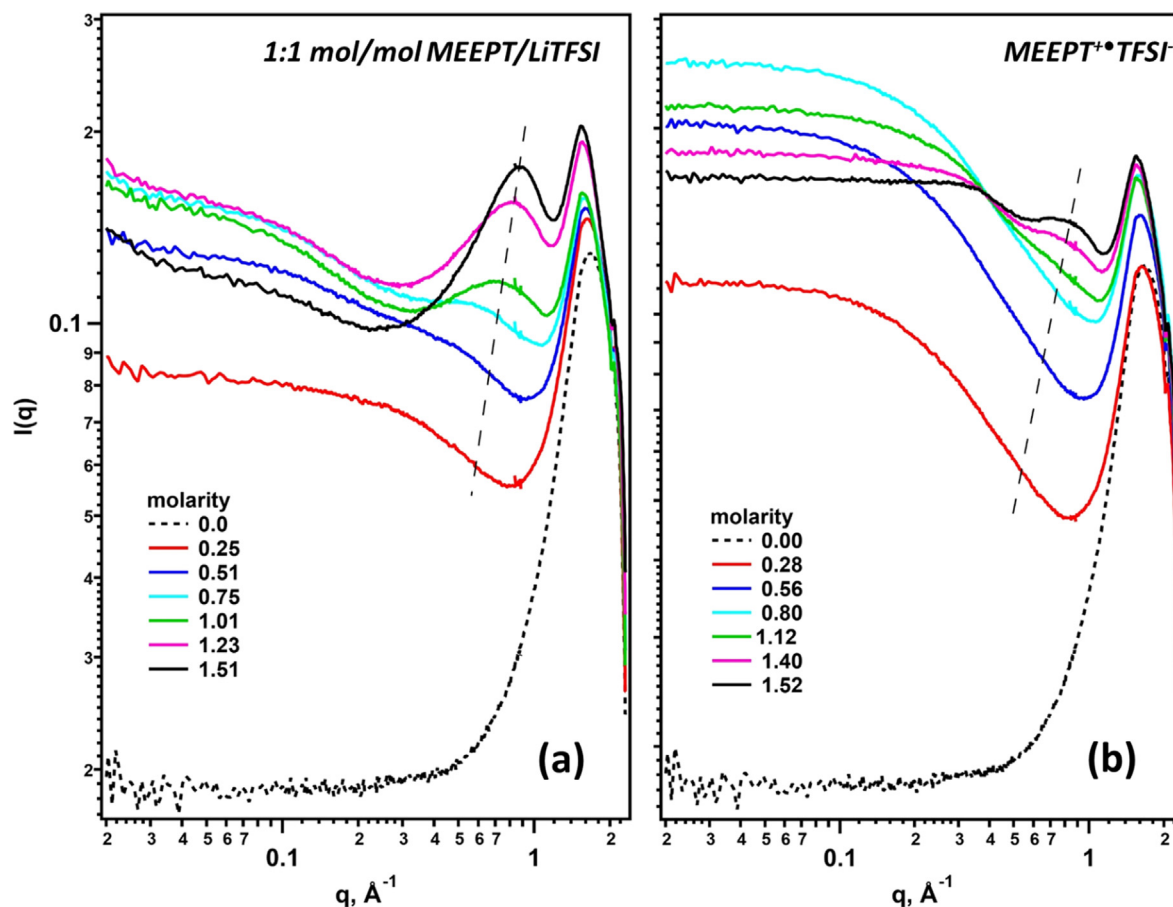 1:1 mol/mol MEEPT/LiTFSI
3
2
0.1
9
8
7
6
5
4
3
2
I(q)
molarity
0.0
0.25
0.51
0.75
1.01
1.23
1.51
(a)
2 3 4 5 6 7 0.1 2 3 4 5 6 7 1 2
q, Å⁻¹
MEEPT⁺•TFSI⁻
molarity
0.00
0.28
0.56
0.80
1.12
1.40
1.52
(b)
2 3 4 5 6 7 0.1 2 3 4 5 6 7 1 2
q, Å⁻¹